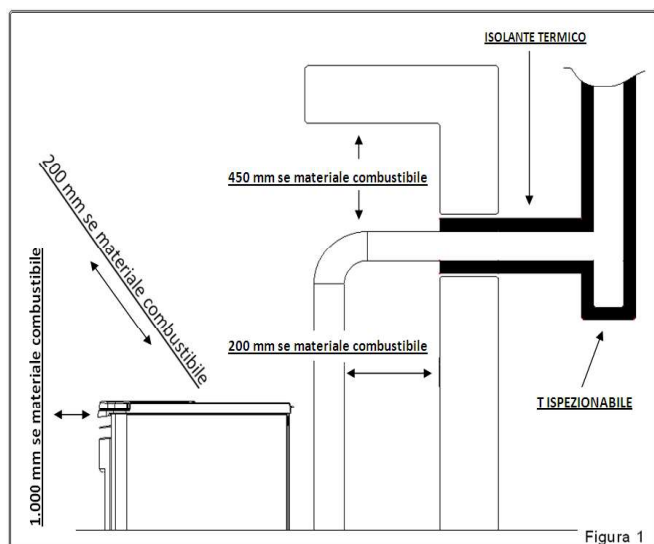 ISOLANTE TERMICO
450 mm se materiale combustibile
200 mm se materiale combustibile
1.000 mm se materiale combustibile
200 mm se materiale combustibile
T ISPEZIONABILE
Figura 1